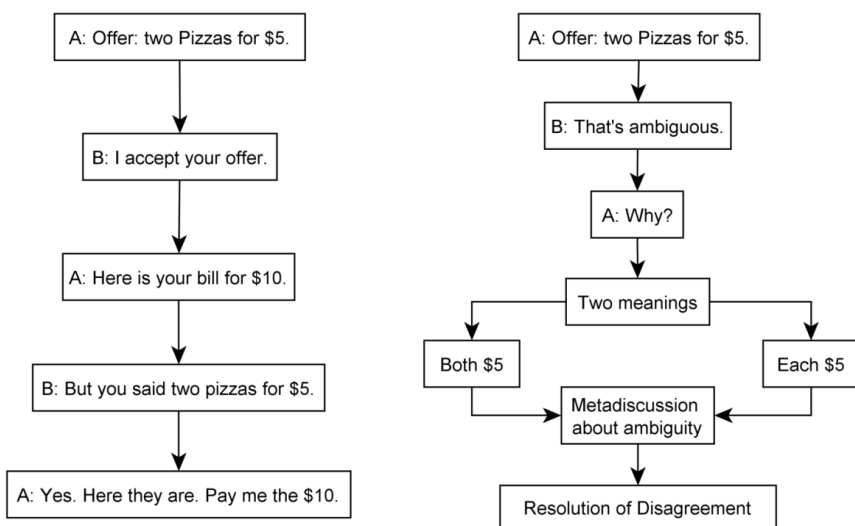 A: Offer: two Pizzas for $5.
B: I accept your offer.
A: Here is your bill for $10.
B: But you said two pizzas for $5.
A: Yes. Here they are. Pay me the $10.
A: Offer: two Pizzas for $5.
B: That's ambiguous.
A: Why?
Two meanings
Both $5
Each $5
Metadiscussion
about ambiguity
Resolution of Disagreement